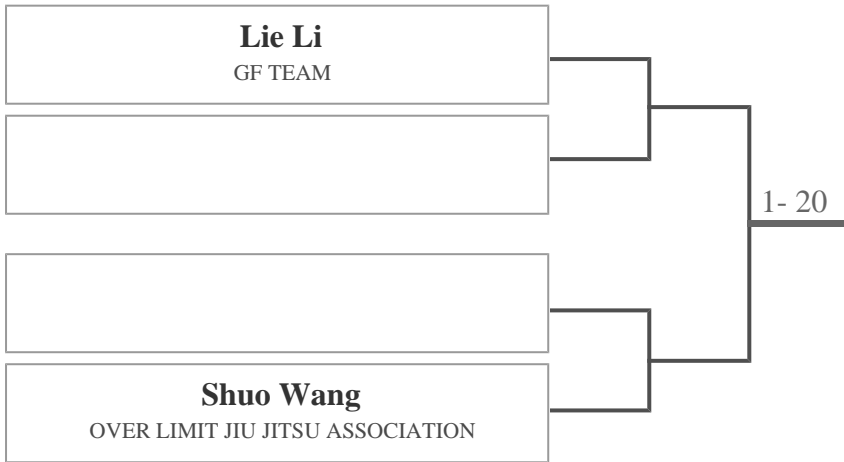 Lie Li
GF TEAM
1- 20
Shuo Wang
OVER LIMIT JIU JITSU ASSOCIATION